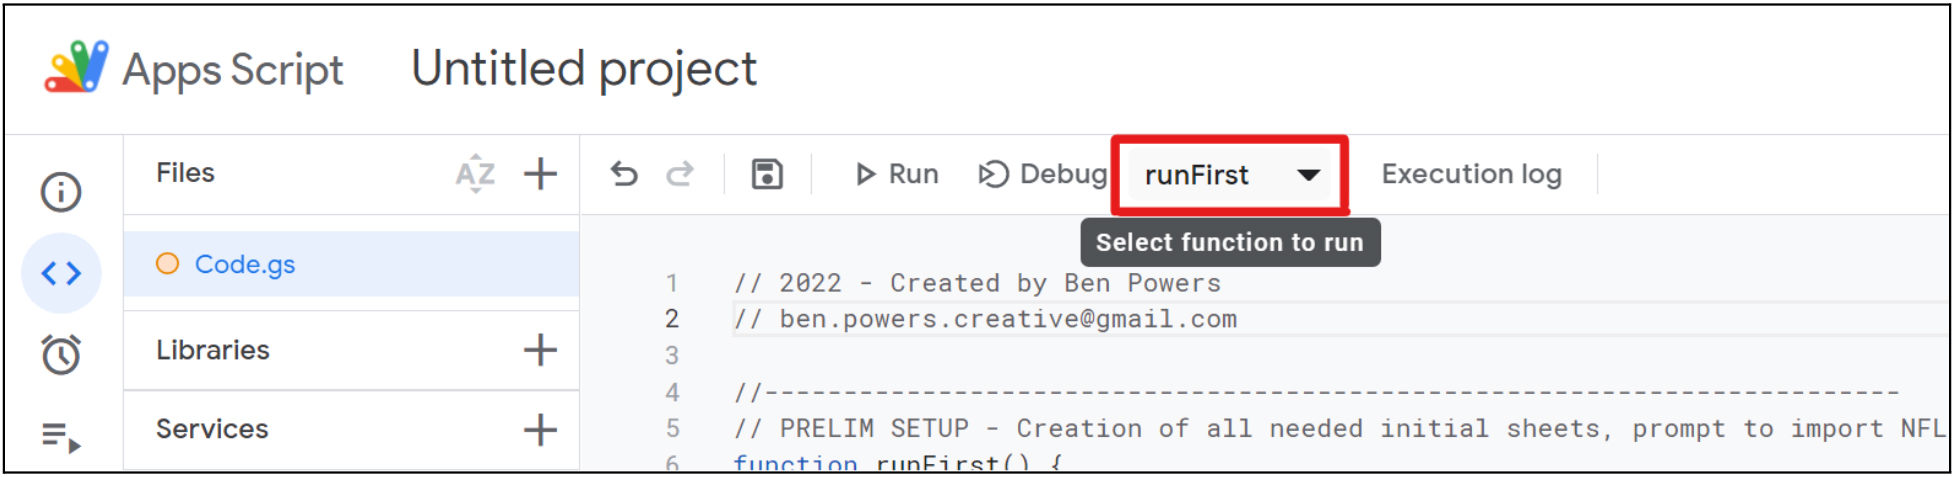 Apps Script Untitled project
Files AZ
Run Debug runFirst Execution log
Select function to run
Code.gs
Libraries
Services
1 // 2022 - Created by Ben Powers
2 // ben.powers.creative@gmail.com
3
4 //------------------------------------------------------------------------
5 // PRELIM SETUP - Creation of all needed initial sheets, prompt to import NFL
6 function runFirst() {